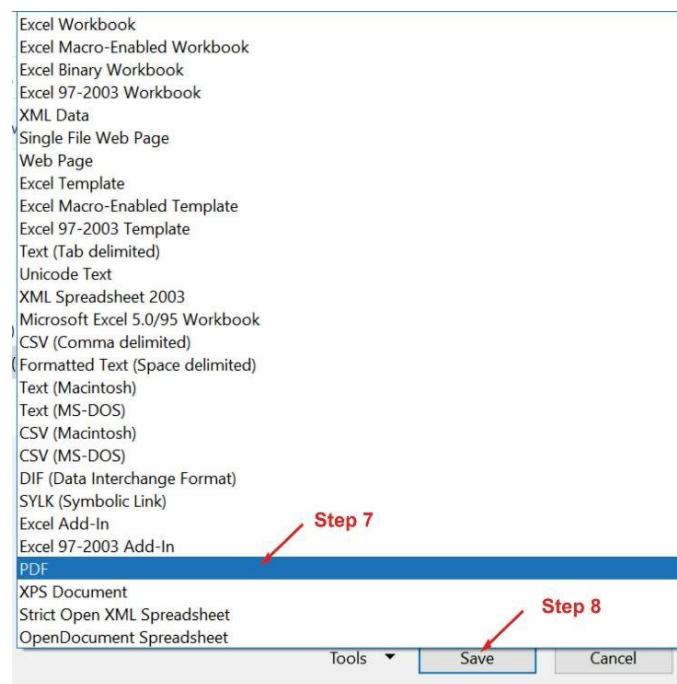 Excel Workbook
Excel Macro-Enabled Workbook
Excel Binary Workbook
Excel 97-2003 Workbook
XML Data
Single File Web Page
Web Page
Excel Template
Excel Macro-Enabled Template
Excel 97-2003 Template
Text (Tab delimited)
Unicode Text
XML Spreadsheet 2003
Microsoft Excel 5.0/95 Workbook
CSV (Comma delimited)
Formatted Text (Space delimited)
Text (Macintosh)
Text (MS-DOS)
CSV (Macintosh)
CSV (MS-DOS)
DIF (Data Interchange Format)
SYLK (Symbolic Link)
Excel Add-In
Step 7
Excel 97-2003 Add-In
PDF
XPS Document
Strict Open XML Spreadsheet
Step 8
OpenDocument Spreadsheet
Tools Save Cancel